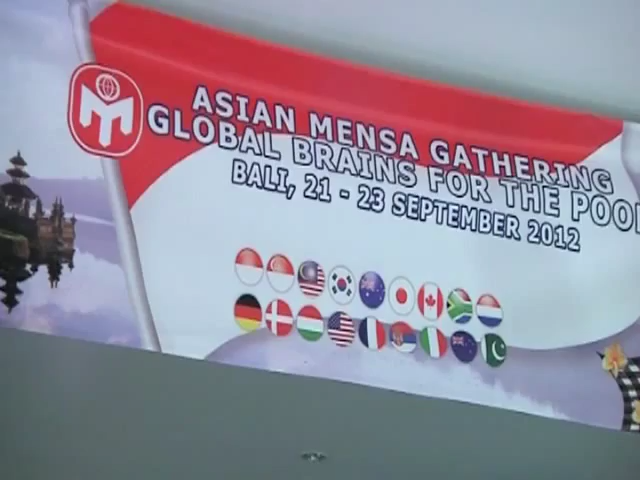 ASIAN MENSA GATHERING
GLOBAL BRAINS FOR THE
BALI, 21 - 23 SEPTEMBER 2012